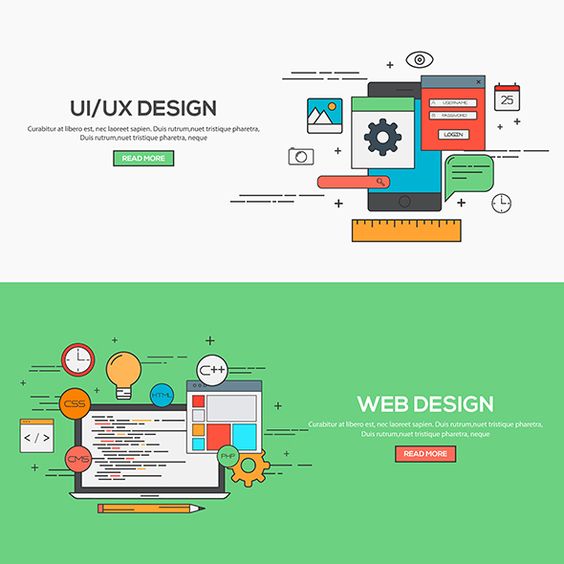 UI/UX DESIGN
Curabitur at libero est, nec laoreet sapien. Duis rutrum,nuet tristique pharetra,
Duis rutrum,nuet tristique pharetra, neque
READ MORE
25
USERNAME
PASSWORD
LOGIN
C++
HTML
CSS
</>
CMS
PHP
WEB DESIGN
Curabitur at libero est, nec laoreet sapien. Duis rutrum,nuet tristique pharetra,
Duis rutrum,nuet tristique pharetra, neque
READ MORE